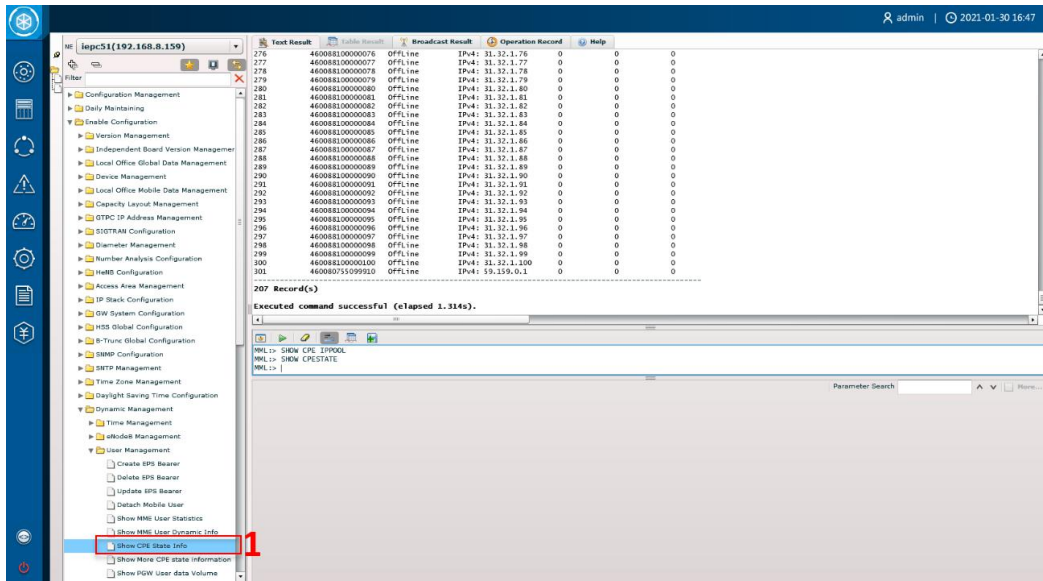 admin | 2021-01-30 16:47
NE iepc51(192.168.8.159)
Filter
Configuration Management
Daily Maintaining
Enable Configuration
Version Management
Independent Board Version Managemer
Local Office Global Data Management
Device Management
Local Office Mobile Data Management
Capacity Layout Management
GTPC IP Address Management
SIGTRAN Configuration
Diameter Management
Number Analysis Configuration
HeNB Configuration
Access Area Management
IP Stack Configuration
GW System Configuration
HSS Global Configuration
B-Trunc Global Configuration
SNMP Configuration
SNTP Management
Time Zone Management
Daylight Saving Time Configuration
Dynamic Management
Time Management
eNodeB Management
User Management
Create EPS Bearer
Delete EPS Bearer
Update EPS Bearer
Detach Mobile User
Show MME User Statistics
Show MME User Dynamic Info
Show CPE State Info
1
Show More CPE state information
Show PGW User data Volume
Text Result Table Result Broadcast Result Operation Record Help
276 460088100000076 OffLine IPv4: 31.32.1.76 0 0 0
277 460088100000077 OffLine IPv4: 31.32.1.77 0 0 0
278 460088100000078 OffLine IPv4: 31.32.1.78 0 0 0
279 460088100000079 OffLine IPv4: 31.32.1.79 0 0 0
280 460088100000080 OffLine IPv4: 31.32.1.80 0 0 0
281 460088100000081 OffLine IPv4: 31.32.1.81 0 0 0
282 460088100000082 OffLine IPv4: 31.32.1.82 0 0 0
283 460088100000083 OffLine IPv4: 31.32.1.83 0 0 0
284 460088100000084 OffLine IPv4: 31.32.1.84 0 0 0
285 460088100000085 OffLine IPv4: 31.32.1.85 0 0 0
286 460088100000086 OffLine IPv4: 31.32.1.86 0 0 0
287 460088100000087 OffLine IPv4: 31.32.1.87 0 0 0
288 460088100000088 OffLine IPv4: 31.32.1.88 0 0 0
289 460088100000089 OffLine IPv4: 31.32.1.89 0 0 0
290 460088100000090 OffLine IPv4: 31.32.1.90 0 0 0
291 460088100000091 OffLine IPv4: 31.32.1.91 0 0 0
292 460088100000092 OffLine IPv4: 31.32.1.92 0 0 0
293 460088100000093 OffLine IPv4: 31.32.1.93 0 0 0
294 460088100000094 OffLine IPv4: 31.32.1.94 0 0 0
295 460088100000095 OffLine IPv4: 31.32.1.95 0 0 0
296 460088100000096 OffLine IPv4: 31.32.1.96 0 0 0
297 460088100000097 OffLine IPv4: 31.32.1.97 0 0 0
298 460088100000098 OffLine IPv4: 31.32.1.98 0 0 0
299 460088100000099 OffLine IPv4: 31.32.1.99 0 0 0
300 460088100000100 OffLine IPv4: 31.32.1.100 0 0 0
301 460080755099910 OffLine IPv4: 59.159.0.1 0 0 0
207 Record(s)
Executed command successful (elapsed 1.314s).
MML:> SHOW CPE IPPOOL
MML:> SHOW CPESTATE
MML:> |
Parameter Search More...